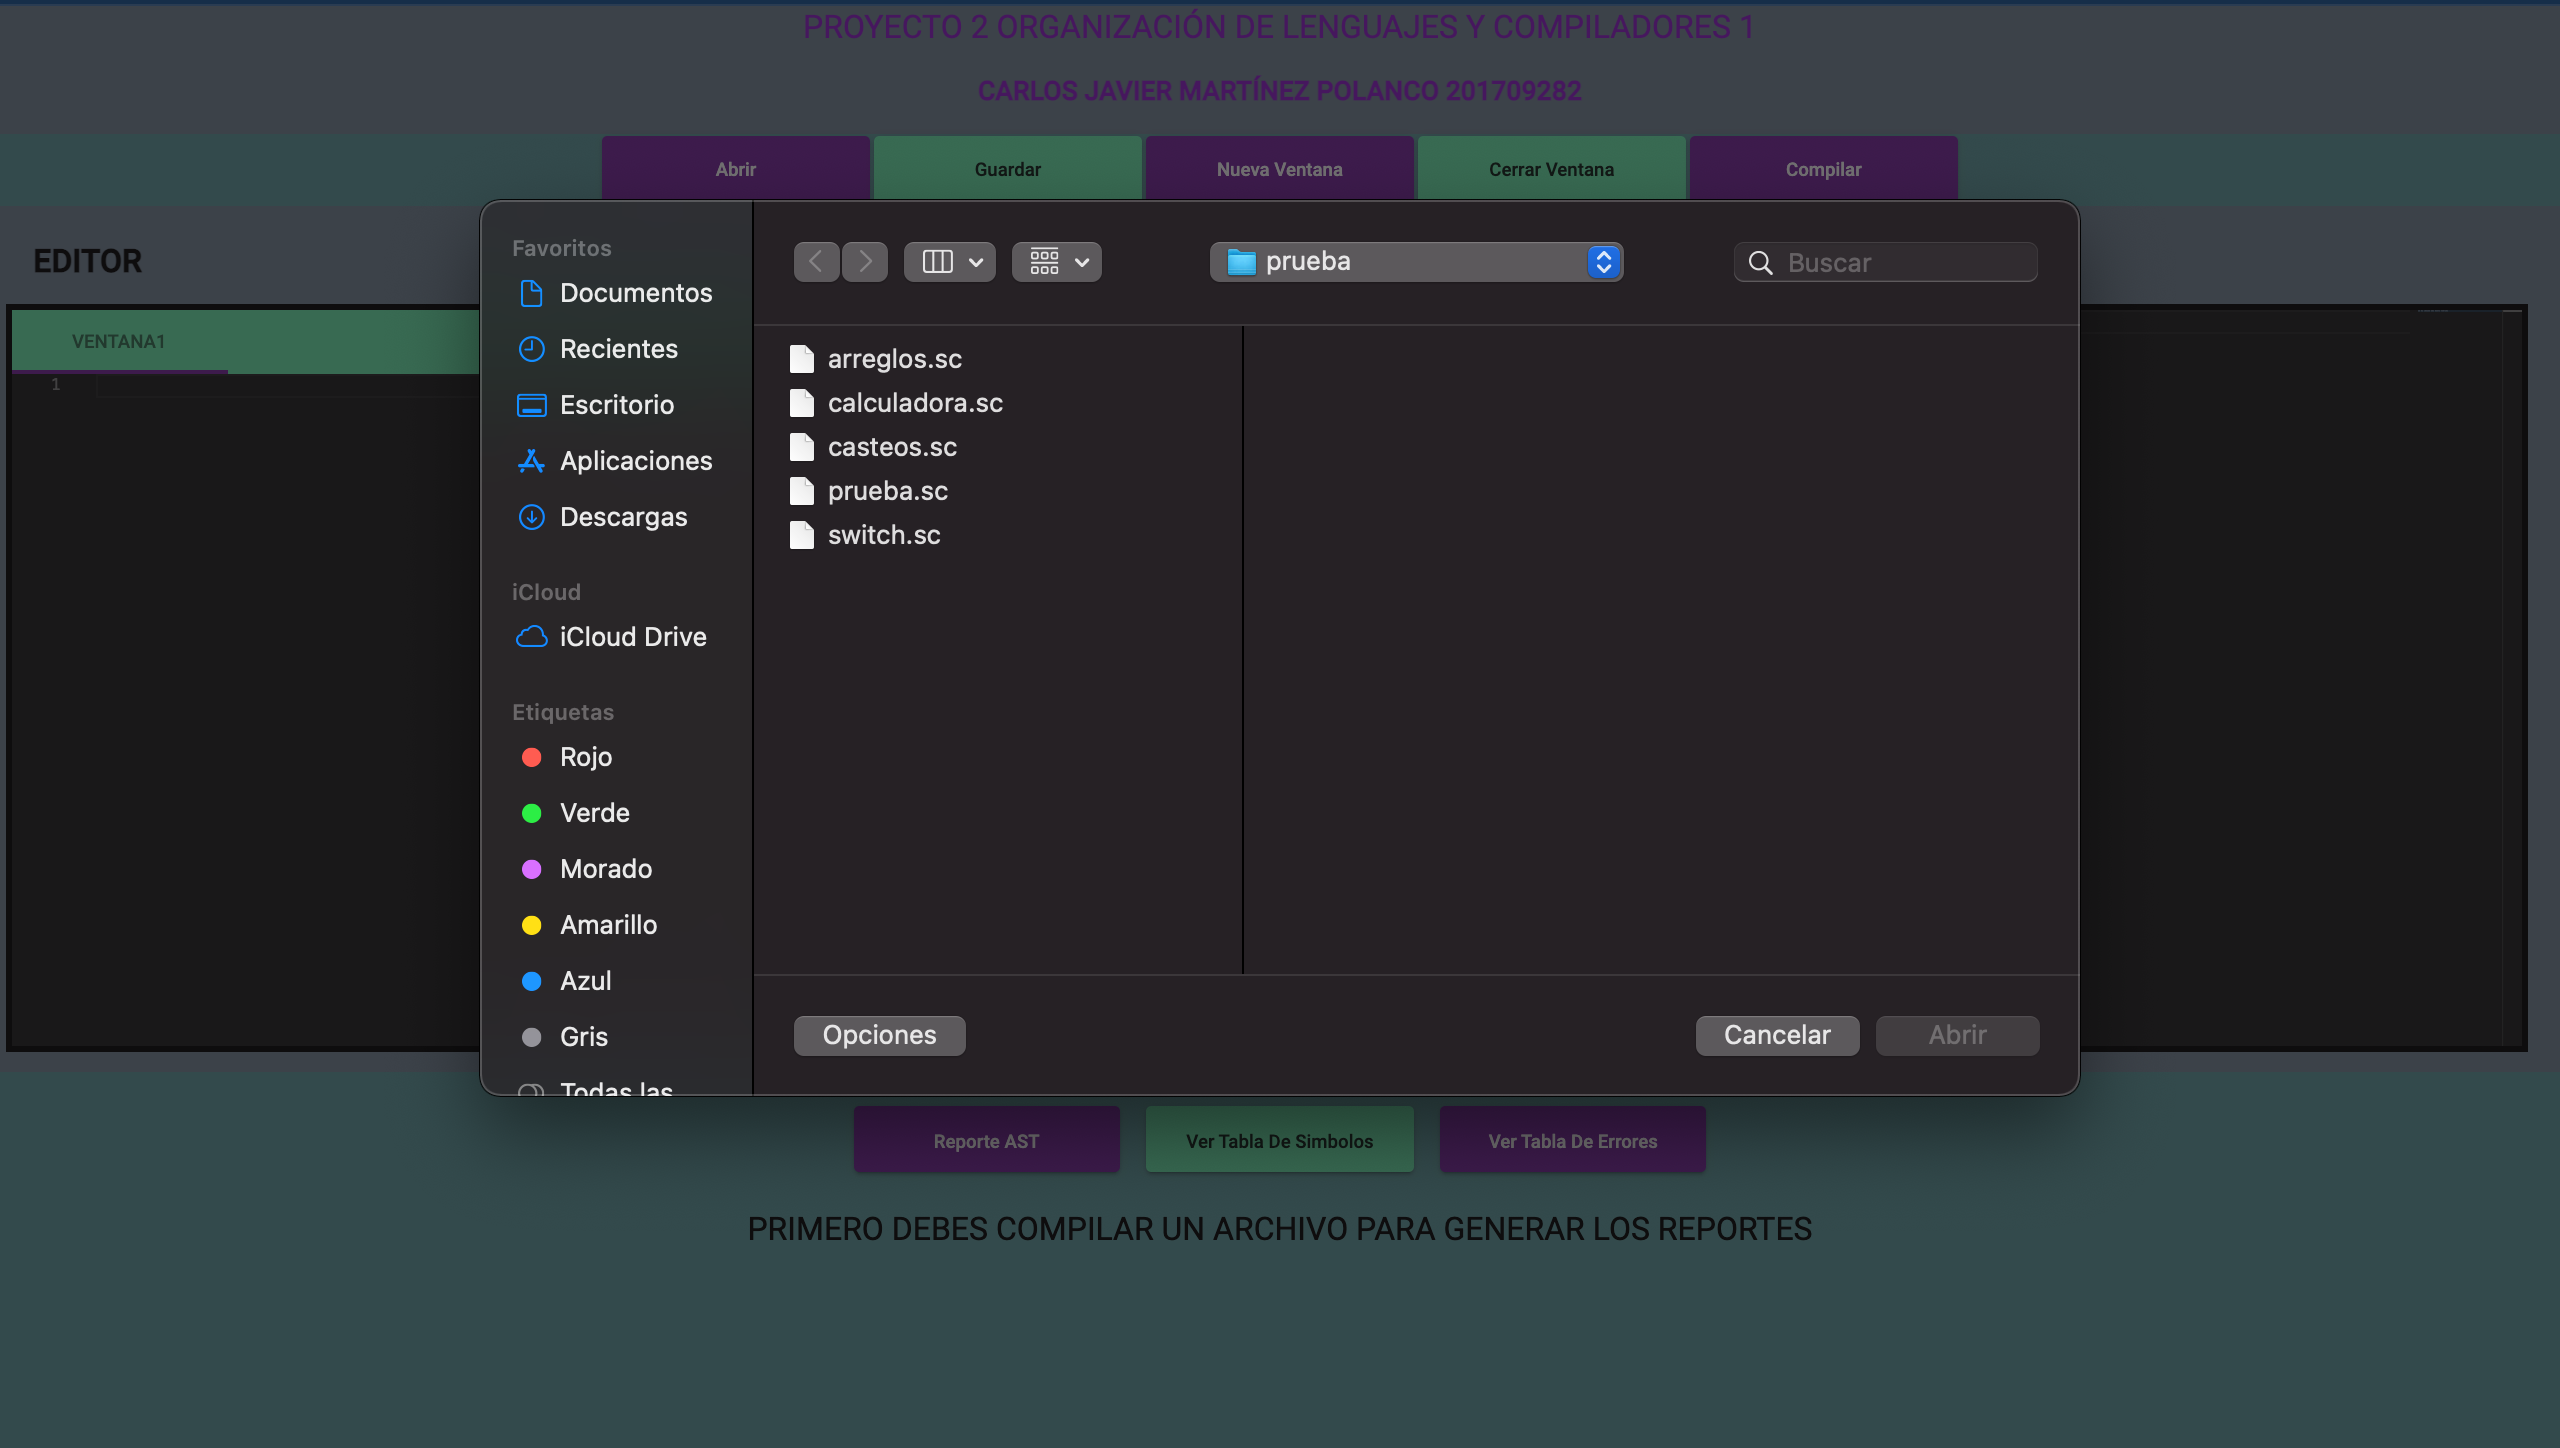 PROYECTO 2 ORGANIZACIÓN DE LENGUAJES Y COMPILADORES 1
CARLOS JAVIER MARTÍNEZ POLANCO 201709282
Abrir
Guardar
Nueva Ventana
Cerrar Ventana
Compilar
EDITOR
VENTANA1
1
Favoritos
Documentos
Recientes
Escritorio
Aplicaciones
Descargas
iCloud
iCloud Drive
Etiquetas
Rojo
Verde
Morado
Amarillo
Azul
Gris
Todas las
prueba
Buscar
arreglos.sc
calculadora.sc
casteos.sc
prueba.sc
switch.sc
Opciones
Cancelar
Abrir
Reporte AST
Ver Tabla De Simbolos
Ver Tabla De Errores
PRIMERO DEBES COMPILAR UN ARCHIVO PARA GENERAR LOS REPORTES